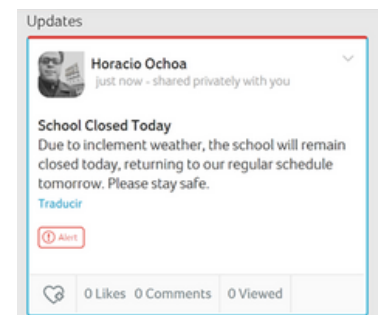 Updates
Horacio Ochoa
just now - shared privately with you
School Closed Today
Due to inclement weather, the school will remain
closed today, returning to our regular schedule
tomorrow. Please stay safe.
Traducir
Alert
0 Likes 0 Comments 0 Viewed